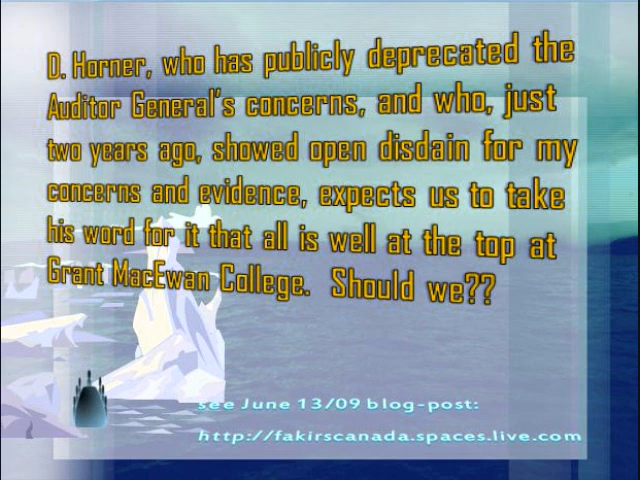 D. Horner, who has publicly deprecated the
Auditor General's concerns, and who, just
two years ago, showed open disdain for my
concerns and evidence, expects us to take
his word for it that all is well at the top at
Grant MacEwan College. Should we??
see June 13/09 blog-post:
http://fakirscanada.spaces.live.com